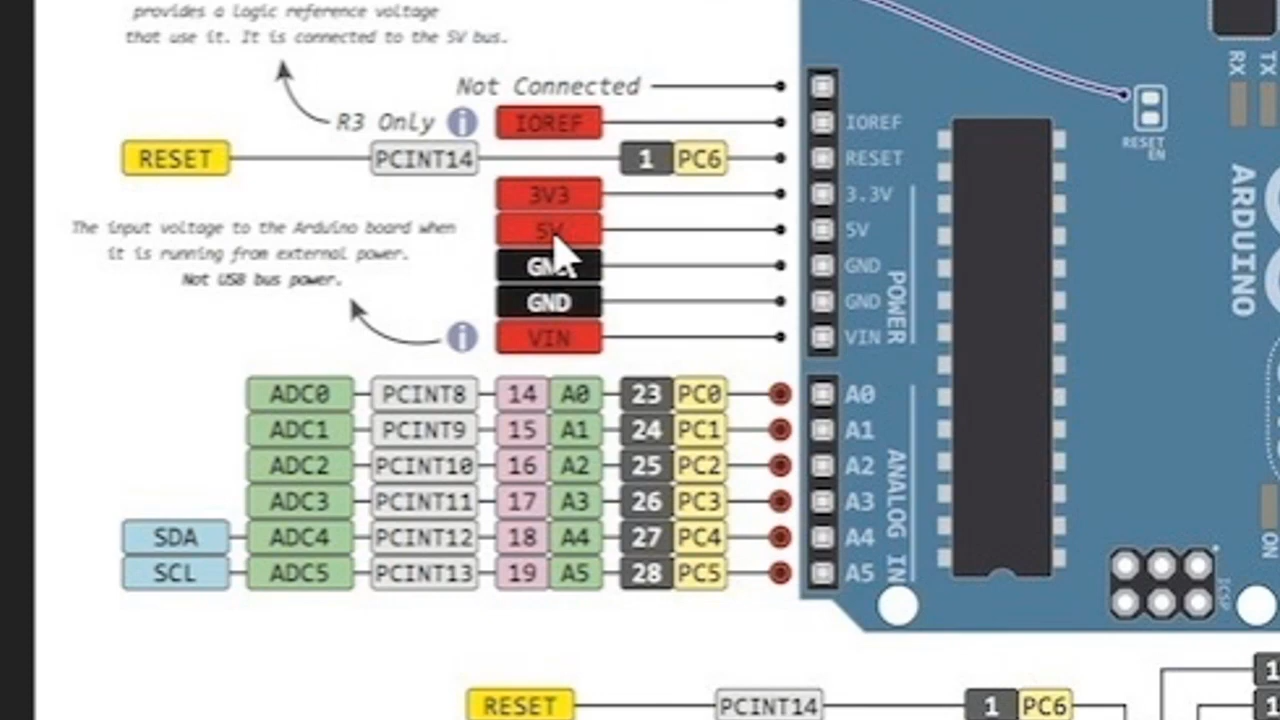 provides a logic reference voltage
that use it. It is connected to the 5V bus.
Not Connected
R3 Only i IOREF IOREF
RESET PCINT14 1 PC6 RESET
3V3 3.3V
5V 5V
GND GND
GND GND
VIN VIN
POWER
The input voltage to the Arduino board when
it is running from external power.
Not USB bus power.
i
ADC0 PCINT8 14 A0 23 PC0 A0
ADC1 PCINT9 15 A1 24 PC1 A1
ADC2 PCINT10 16 A2 25 PC2 A2
ADC3 PCINT11 17 A3 26 PC3 A3
SDA ADC4 PCINT12 18 A4 27 PC4 A4
SCL ADC5 PCINT13 19 A5 28 PC5 A5
ANALOG IN
RESET
EN
RX
TX
ARDUINO
ON
ICSP
RESET PCINT14 1 PC6
1
1